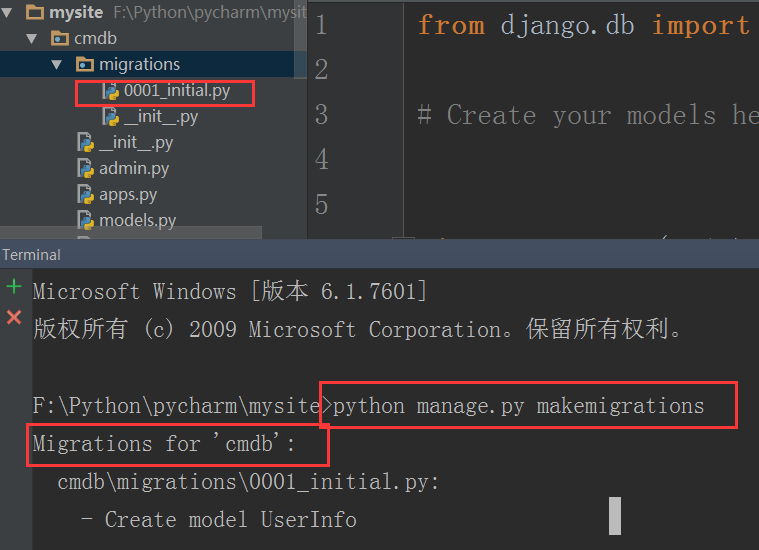 mysite F:\Python\pycharm\mysit
cmdb
migrations
0001_initial.py
__init__.py
__init__.py
admin.py
apps.py
models.py
1 from django.db import
2
3 # Create your models he
4
5
Terminal
Microsoft Windows [版本 6.1.7601]
版权所有 (c) 2009 Microsoft Corporation。保留所有权利。
F:\Python\pycharm\mysite>python manage.py makemigrations
Migrations for 'cmdb':
cmdb\migrations\0001_initial.py:
- Create model UserInfo